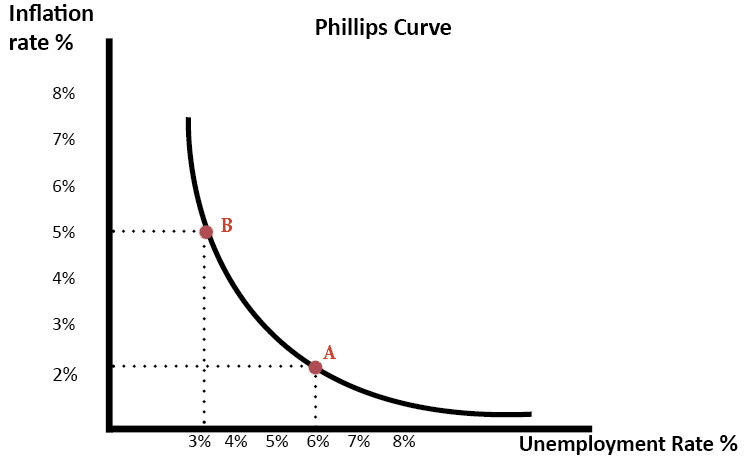 Inflation
rate %
Phillips Curve
8%
7%
6%
5%
B
4%
3%
A
2%
3% 4% 5% 6% 7% 8%
Unemployment Rate %